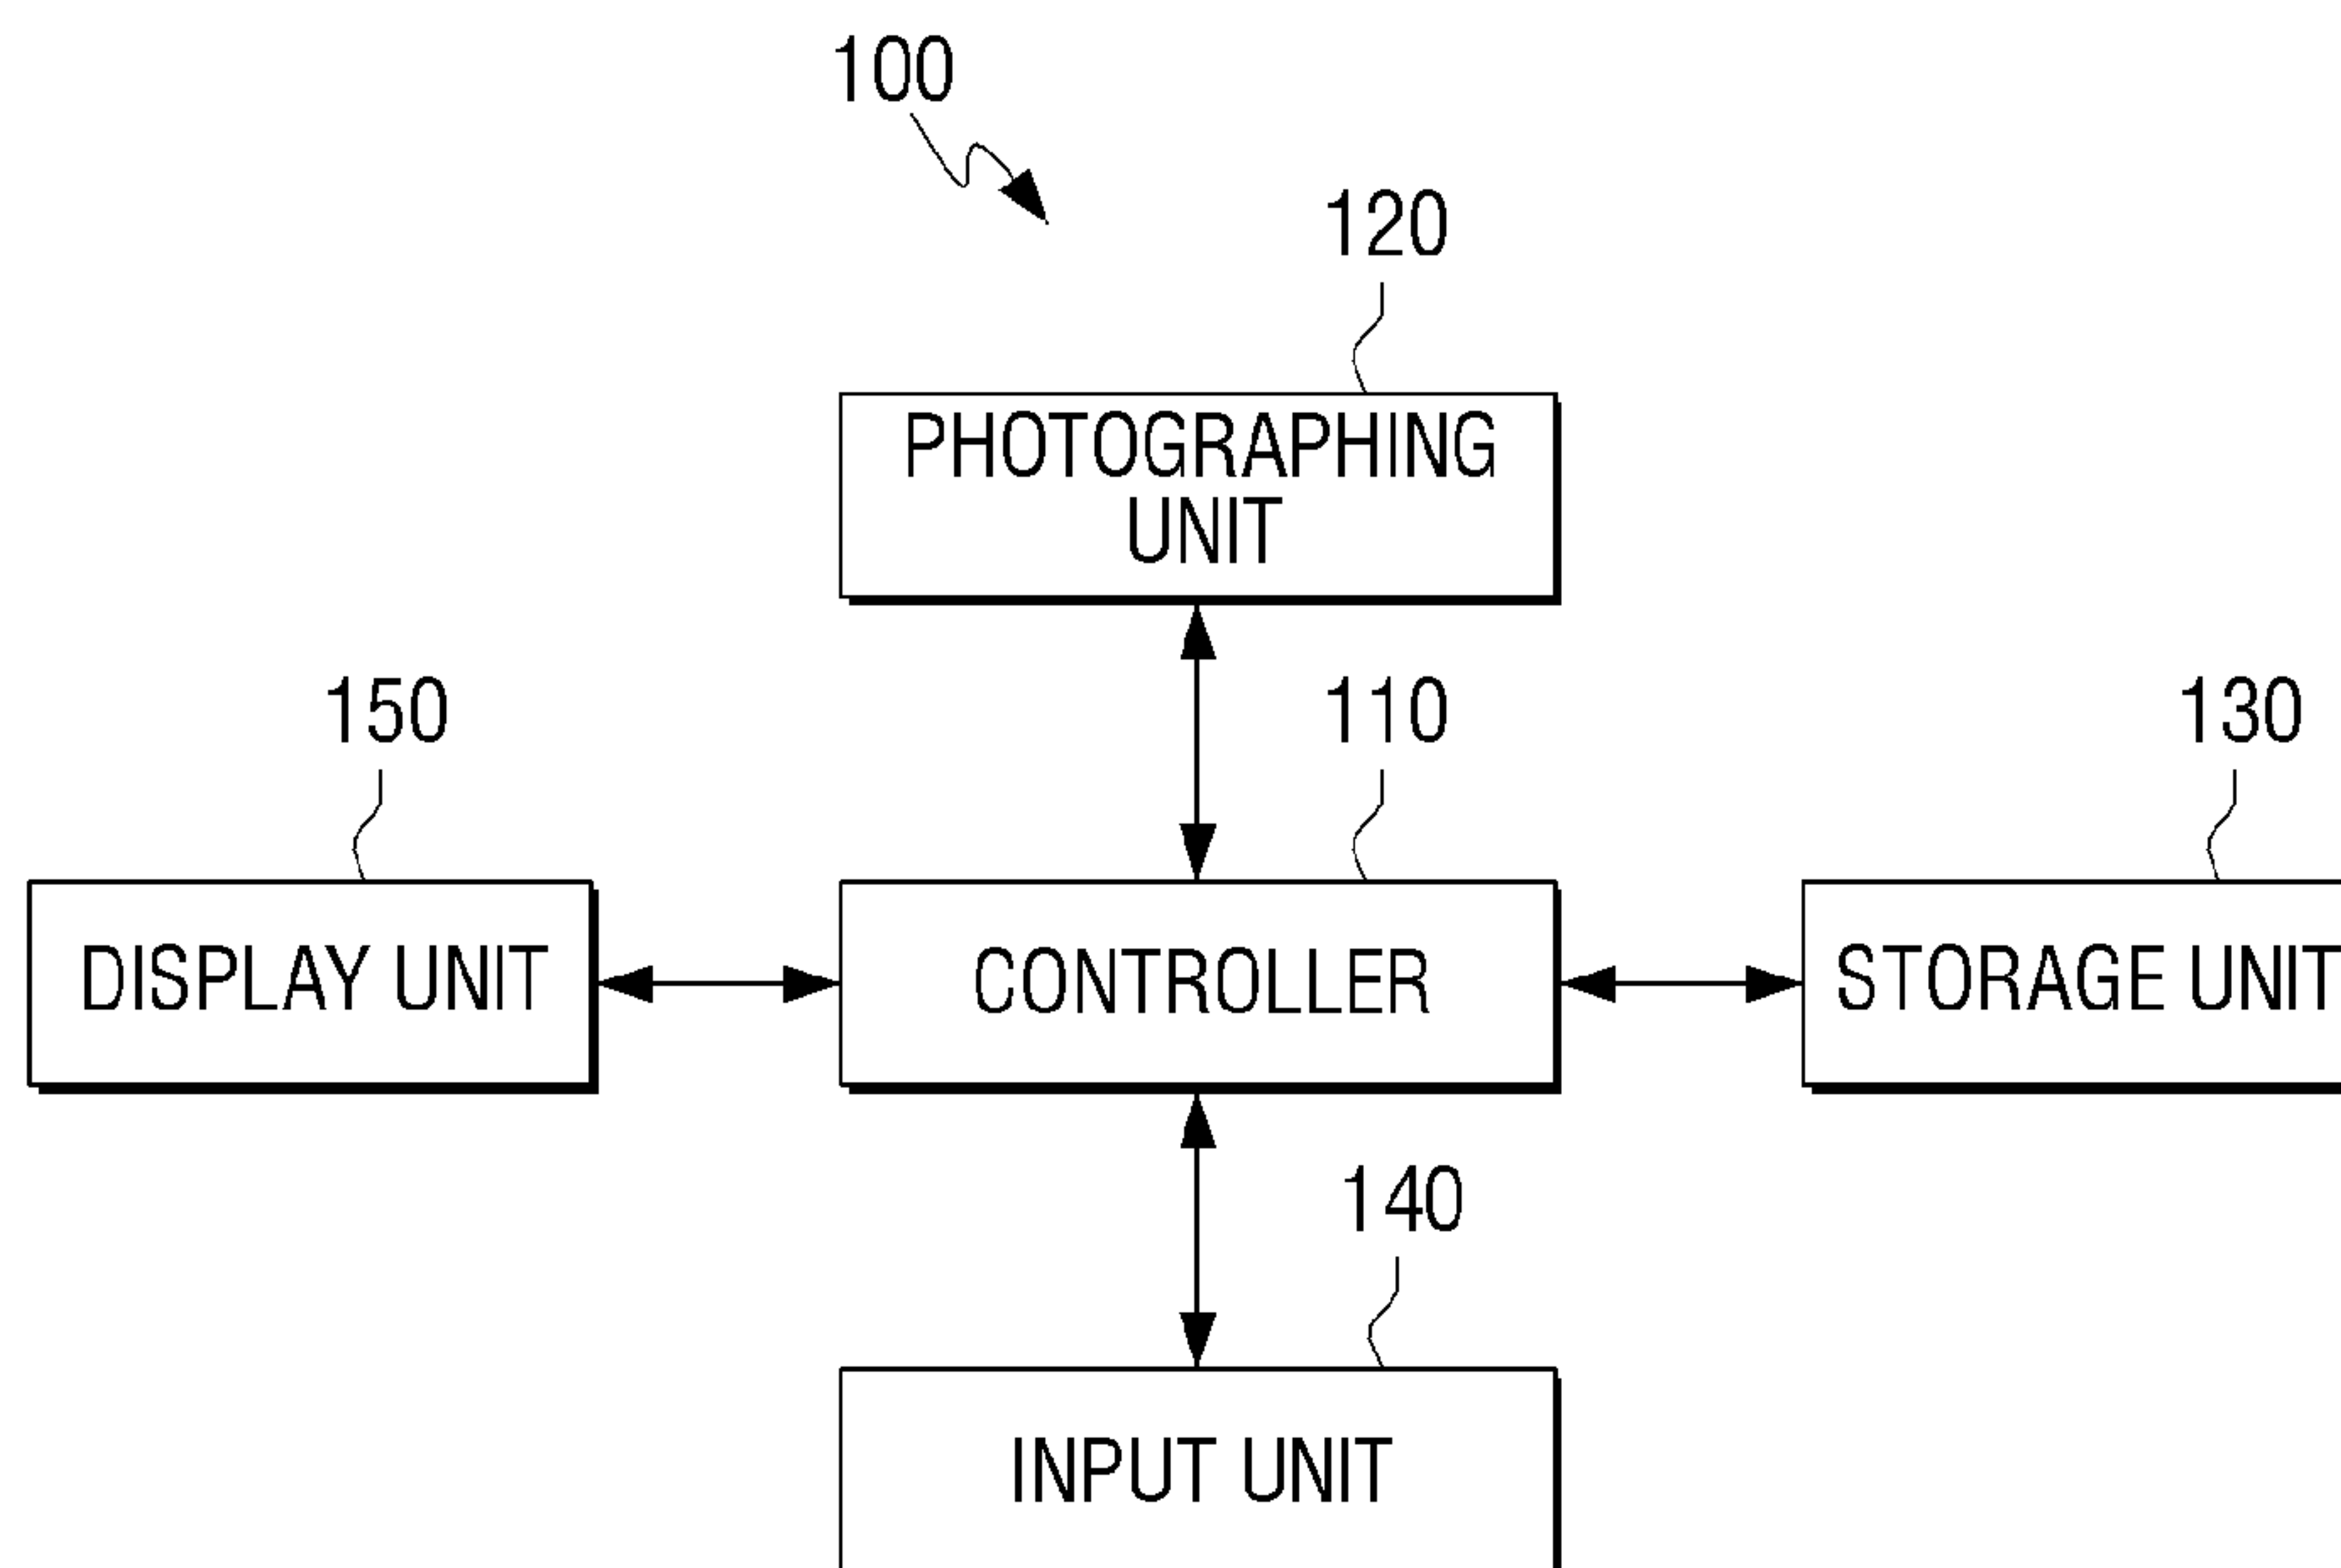 100
120
PHOTOGRAPHING
UNIT
150
110
130
DISPLAY UNIT
CONTROLLER
STORAGE UNIT
140
INPUT UNIT